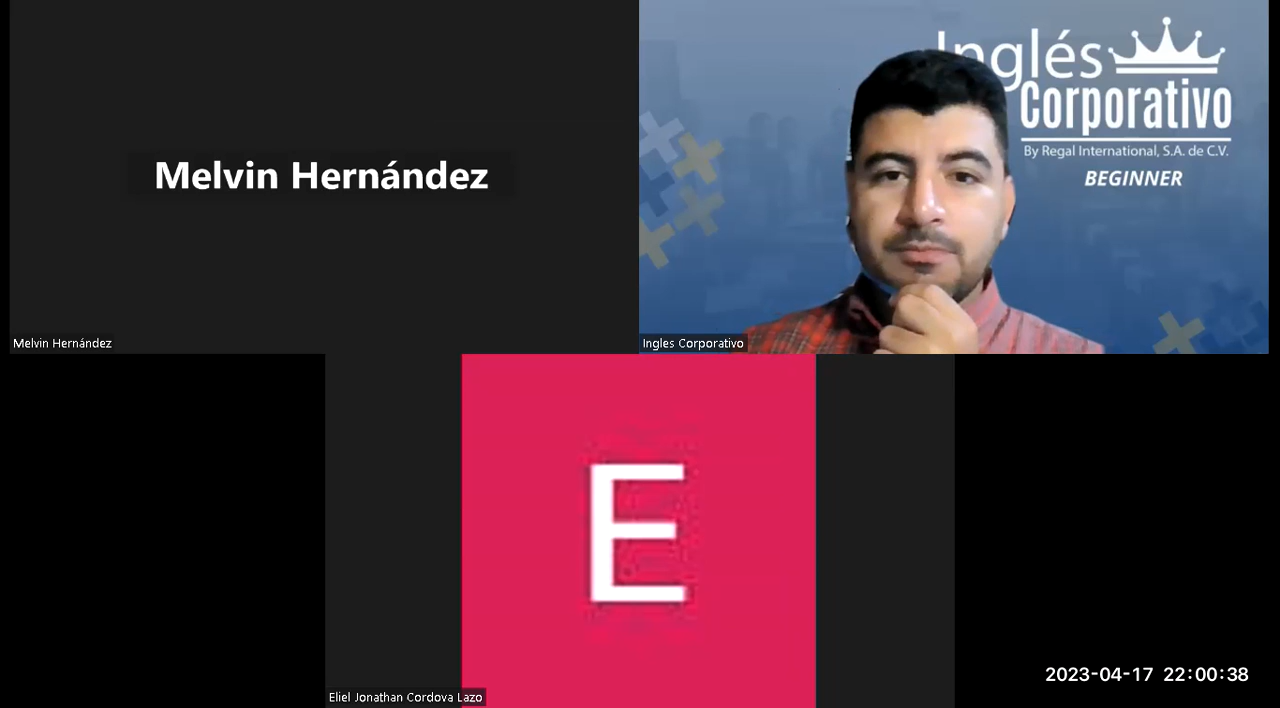 Melvin Hernández
Melvin Hernández
Inglés
Corporativo
By Regal International, S.A. de C.V.
BEGINNER
Ingles Corporativo
E
Eliel Jonathan Cordova Lazo
2023-04-17 22:00:38